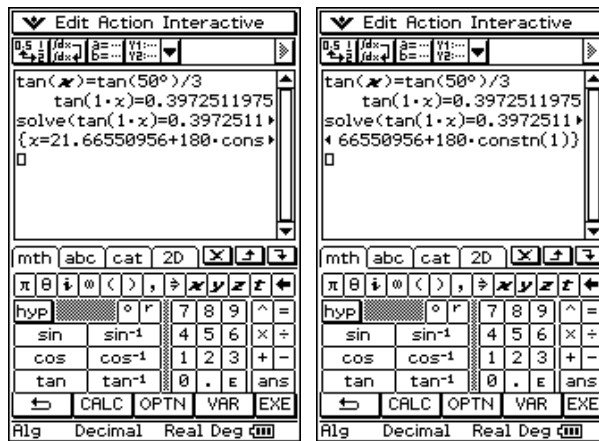 Edit Action Interactive
tan(x)=tan(50°)/3
tan(1·x)=0.3972511975
solve(tan(1·x)=0.3972511
{x=21.66550956+180·cons
mth abc cat 2D
π θ i ∞ ( ) , ⇒ x y z t
hyp ° r 7 8 9 ^ =
sin sin-1 4 5 6 × ÷
cos cos-1 1 2 3 + -
tan tan-1 0 . E ans
CALC OPTN VAR EXE
Alg Decimal Real Deg
Edit Action Interactive
tan(x)=tan(50°)/3
tan(1·x)=0.3972511975
solve(tan(1·x)=0.3972511
66550956+180·constn(1)}
mth abc cat 2D
π θ i ∞ ( ) , ⇒ x y z t
hyp ° r 7 8 9 ^ =
sin sin-1 4 5 6 × ÷
cos cos-1 1 2 3 + -
tan tan-1 0 . E ans
CALC OPTN VAR EXE
Alg Decimal Real Deg